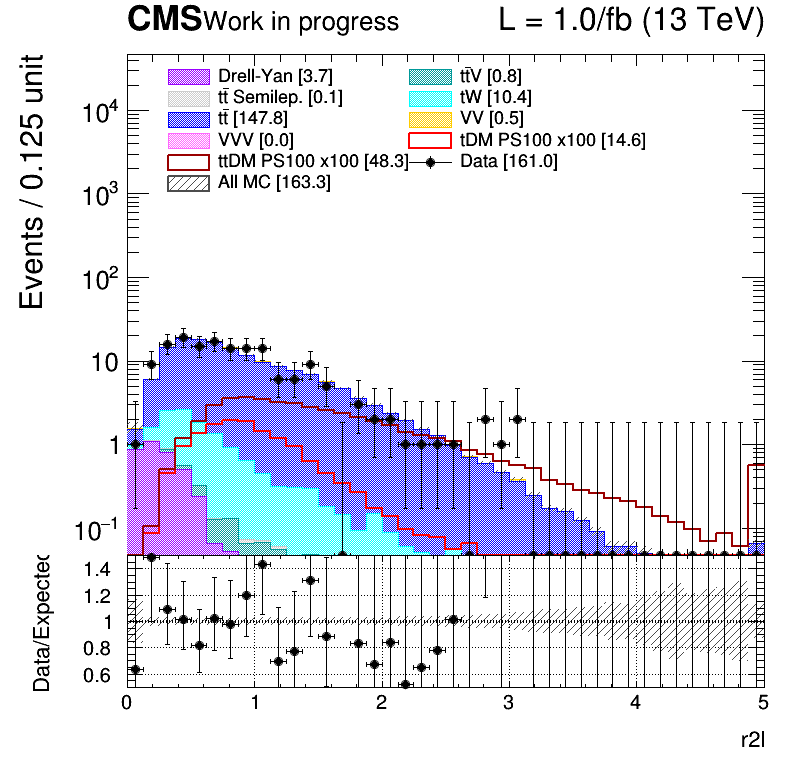 CMS Work in progress L = 1.0/fb (13 TeV)
Events / 0.125 unit
Drell-Yan [3.7]
tt̄V [0.8]
tt̄ Semilep. [0.1]
tW [10.4]
tt̄ [147.8]
VV [0.5]
VVV [0.0]
tDM PS100 x100 [14.6]
ttDM PS100 x100 [48.3]
Data [161.0]
All MC [163.3]
10⁴
10³
10²
10
1
10⁻¹
Data/Expected
1.4
1.2
1
0.8
0.6
0 1 2 3 4 5
r2l